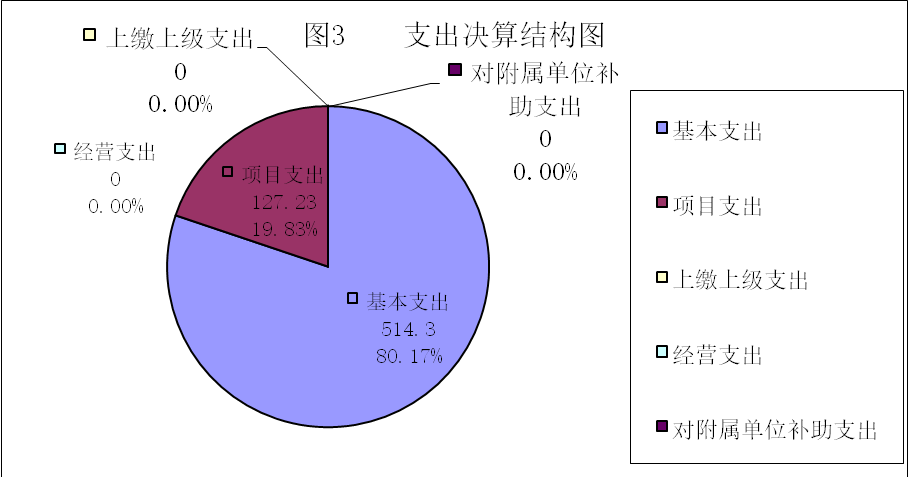 图3 支出决算结构图
上缴上级支出
0
0.00%
对附属单位补
助支出
0
0.00%
经营支出
0
0.00%
项目支出
127.23
19.83%
基本支出
514.3
80.17%
基本支出
项目支出
上缴上级支出
经营支出
对附属单位补助支出